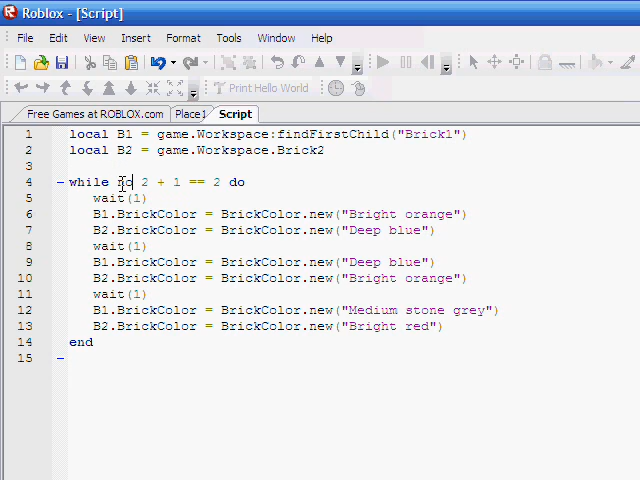 Roblox - [Script]
File Edit View Insert Format Tools Window Help
Print Hello World
Free Games at ROBLOX.com Place1 Script
1 local B1 = game.Workspace:findFirstChild("Brick1")
2 local B2 = game.Workspace.Brick2
3
4 while no 2 + 1 == 2 do
5 wait(1)
6 B1.BrickColor = BrickColor.new("Bright orange")
7 B2.BrickColor = BrickColor.new("Deep blue")
8 wait(1)
9 B1.BrickColor = BrickColor.new("Deep blue")
10 B2.BrickColor = BrickColor.new("Bright orange")
11 wait(1)
12 B1.BrickColor = BrickColor.new("Medium stone grey")
13 B2.BrickColor = BrickColor.new("Bright red")
14 end
15